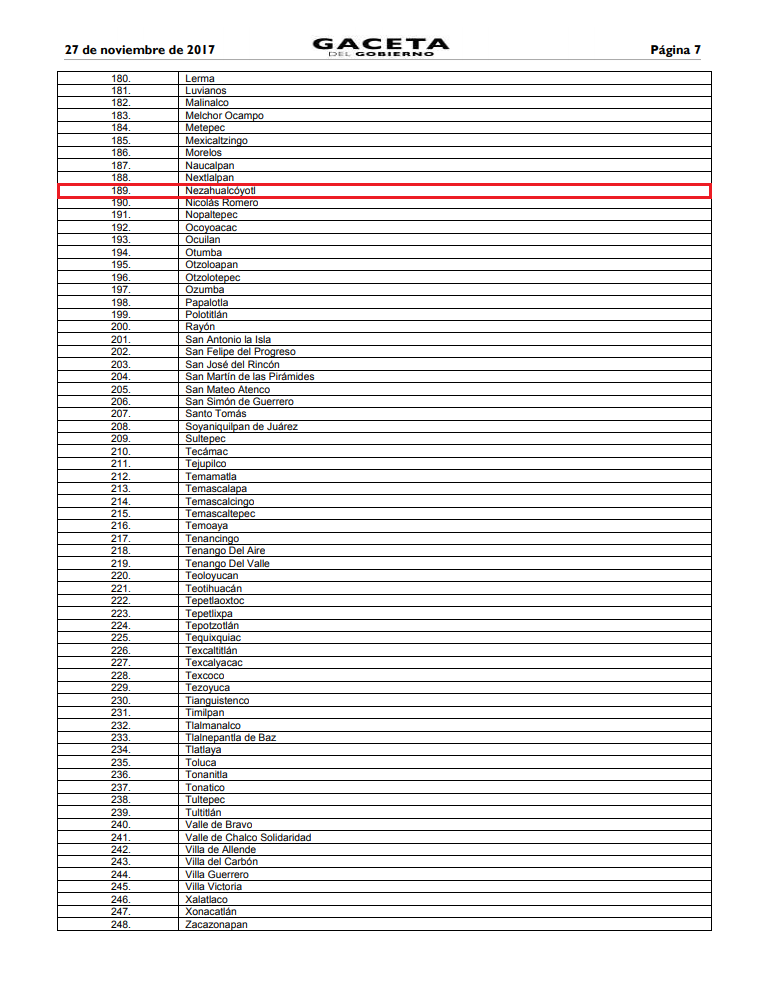 27 de noviembre de 2017 GACETA DEL GOBIERNO Página 7
180. Lerma
181. Luvianos
182. Malinalco
183. Melchor Ocampo
184. Metepec
185. Mexicaltzingo
186. Morelos
187. Naucalpan
188. Nextlalpan
189. Nezahualcóyotl
190. Nicolás Romero
191. Nopaltepec
192. Ocoyoacac
193. Ocuilan
194. Otumba
195. Otzoloapan
196. Otzolotepec
197. Ozumba
198. Papalotla
199. Polotitlán
200. Rayón
201. San Antonio la Isla
202. San Felipe del Progreso
203. San José del Rincón
204. San Martín de las Pirámides
205. San Mateo Atenco
206. San Simón de Guerrero
207. Santo Tomás
208. Soyaniquilpan de Juárez
209. Sultepec
210. Tecámac
211. Tejupilco
212. Temamatla
213. Temascalapa
214. Temascalcingo
215. Temascaltepec
216. Temoaya
217. Tenancingo
218. Tenango Del Aire
219. Tenango Del Valle
220. Teoloyucan
221. Teotihuacán
222. Tepetlaoxtoc
223. Tepetlixpa
224. Tepotzotlán
225. Tequixquiac
226. Texcaltitlán
227. Texcalyacac
228. Texcoco
229. Tezoyuca
230. Tianguistenco
231. Timilpan
232. Tlalmanalco
233. Tlalnepantla de Baz
234. Tlatlaya
235. Toluca
236. Tonanitla
237. Tonatico
238. Tultepec
239. Tultitlán
240. Valle de Bravo
241. Valle de Chalco Solidaridad
242. Villa de Allende
243. Villa del Carbón
244. Villa Guerrero
245. Villa Victoria
246. Xalatlaco
247. Xonacatlán
248. Zacazonapan